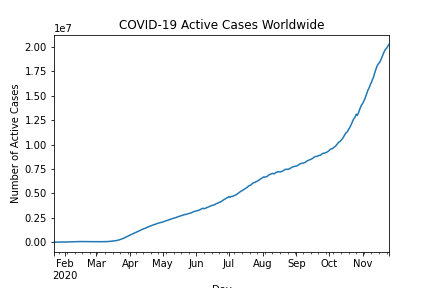 COVID-19 Active Cases Worldwide
1e7
2.00
1.75
1.50
1.25
1.00
0.75
0.50
0.25
0.00
Number of Active Cases
Feb Mar Apr May Jun Jul Aug Sep Oct Nov
2020